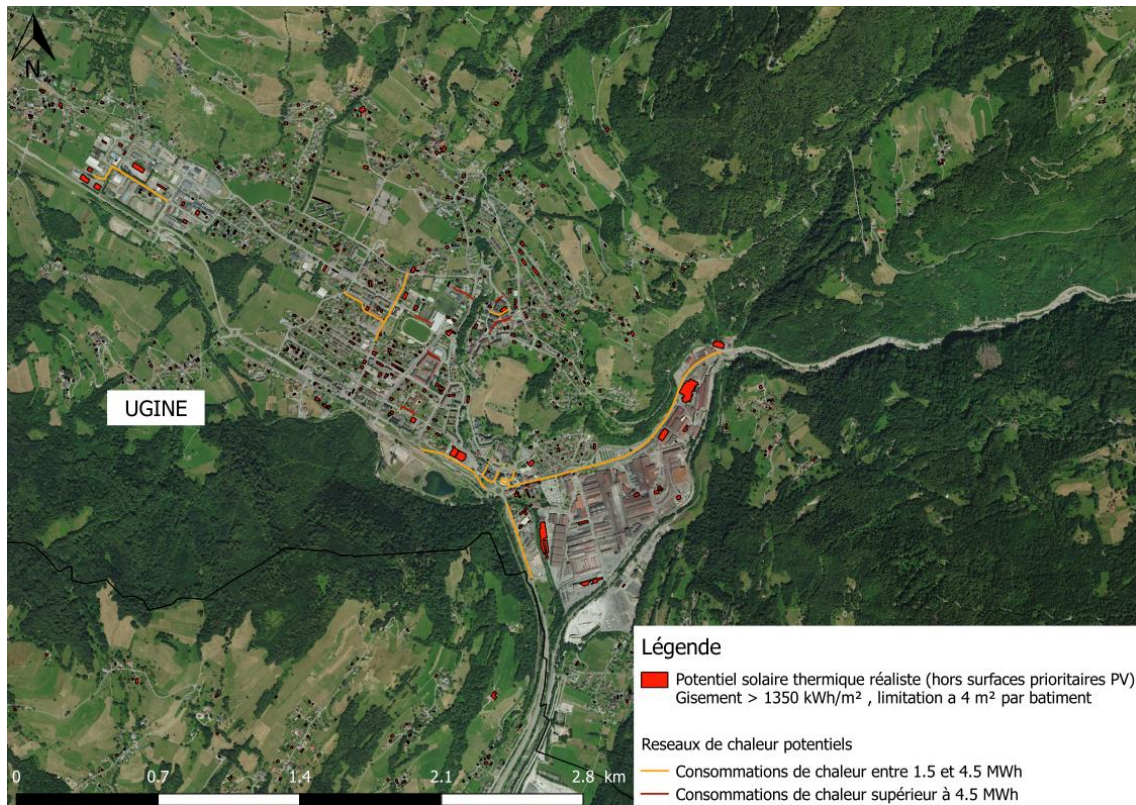 N
UGINE
0 0.7 1.4 2.1 2.8 km
Légende
Potentiel solaire thermique réaliste (hors surfaces prioritaires PV)
Gisement > 1350 kWh/m² , limitation a 4 m² par batiment
Reseaux de chaleur potentiels
Consommations de chaleur entre 1.5 et 4.5 MWh
Consommations de chaleur supérieur à 4.5 MWh